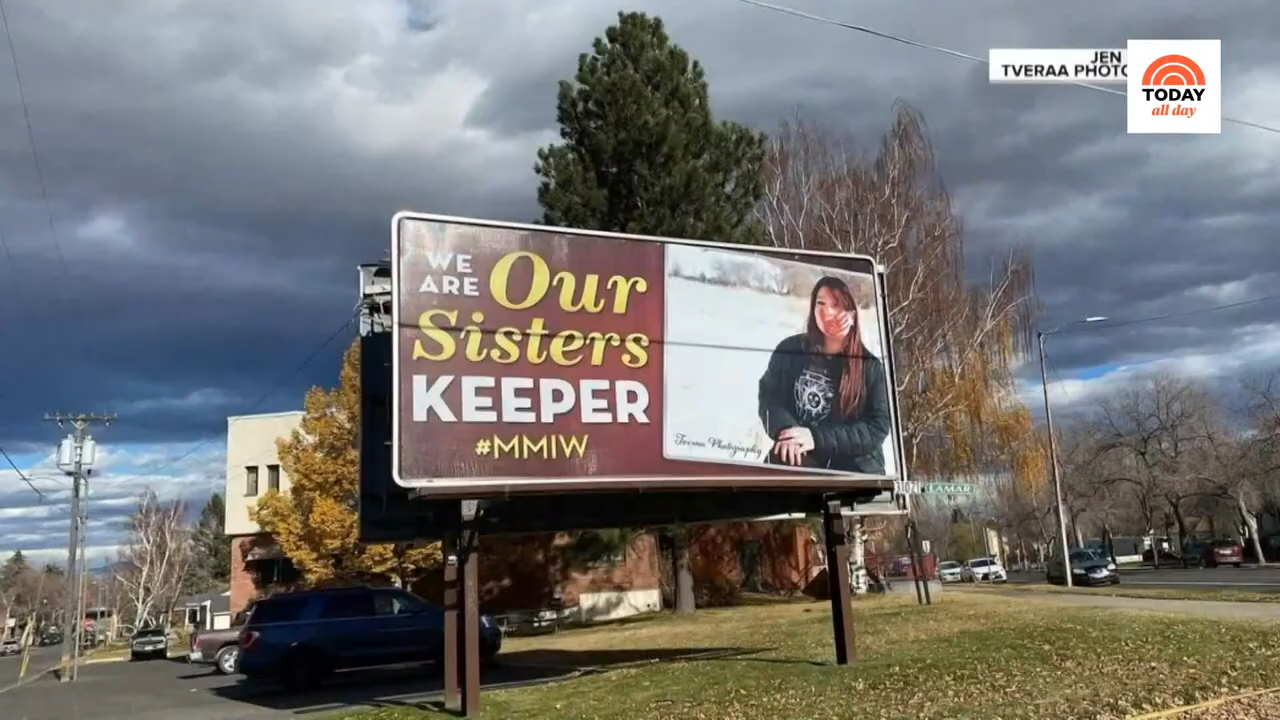 JEN
TVERAA PHOTO
TODAY
all day
WE
ARE
Our
Sisters
KEEPER
#MMIW
Tveraa Photography
LAMAR